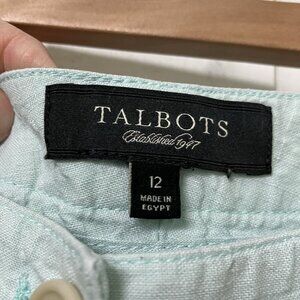 TALBOTS
Established 1947
12
MADE IN
EGYPT